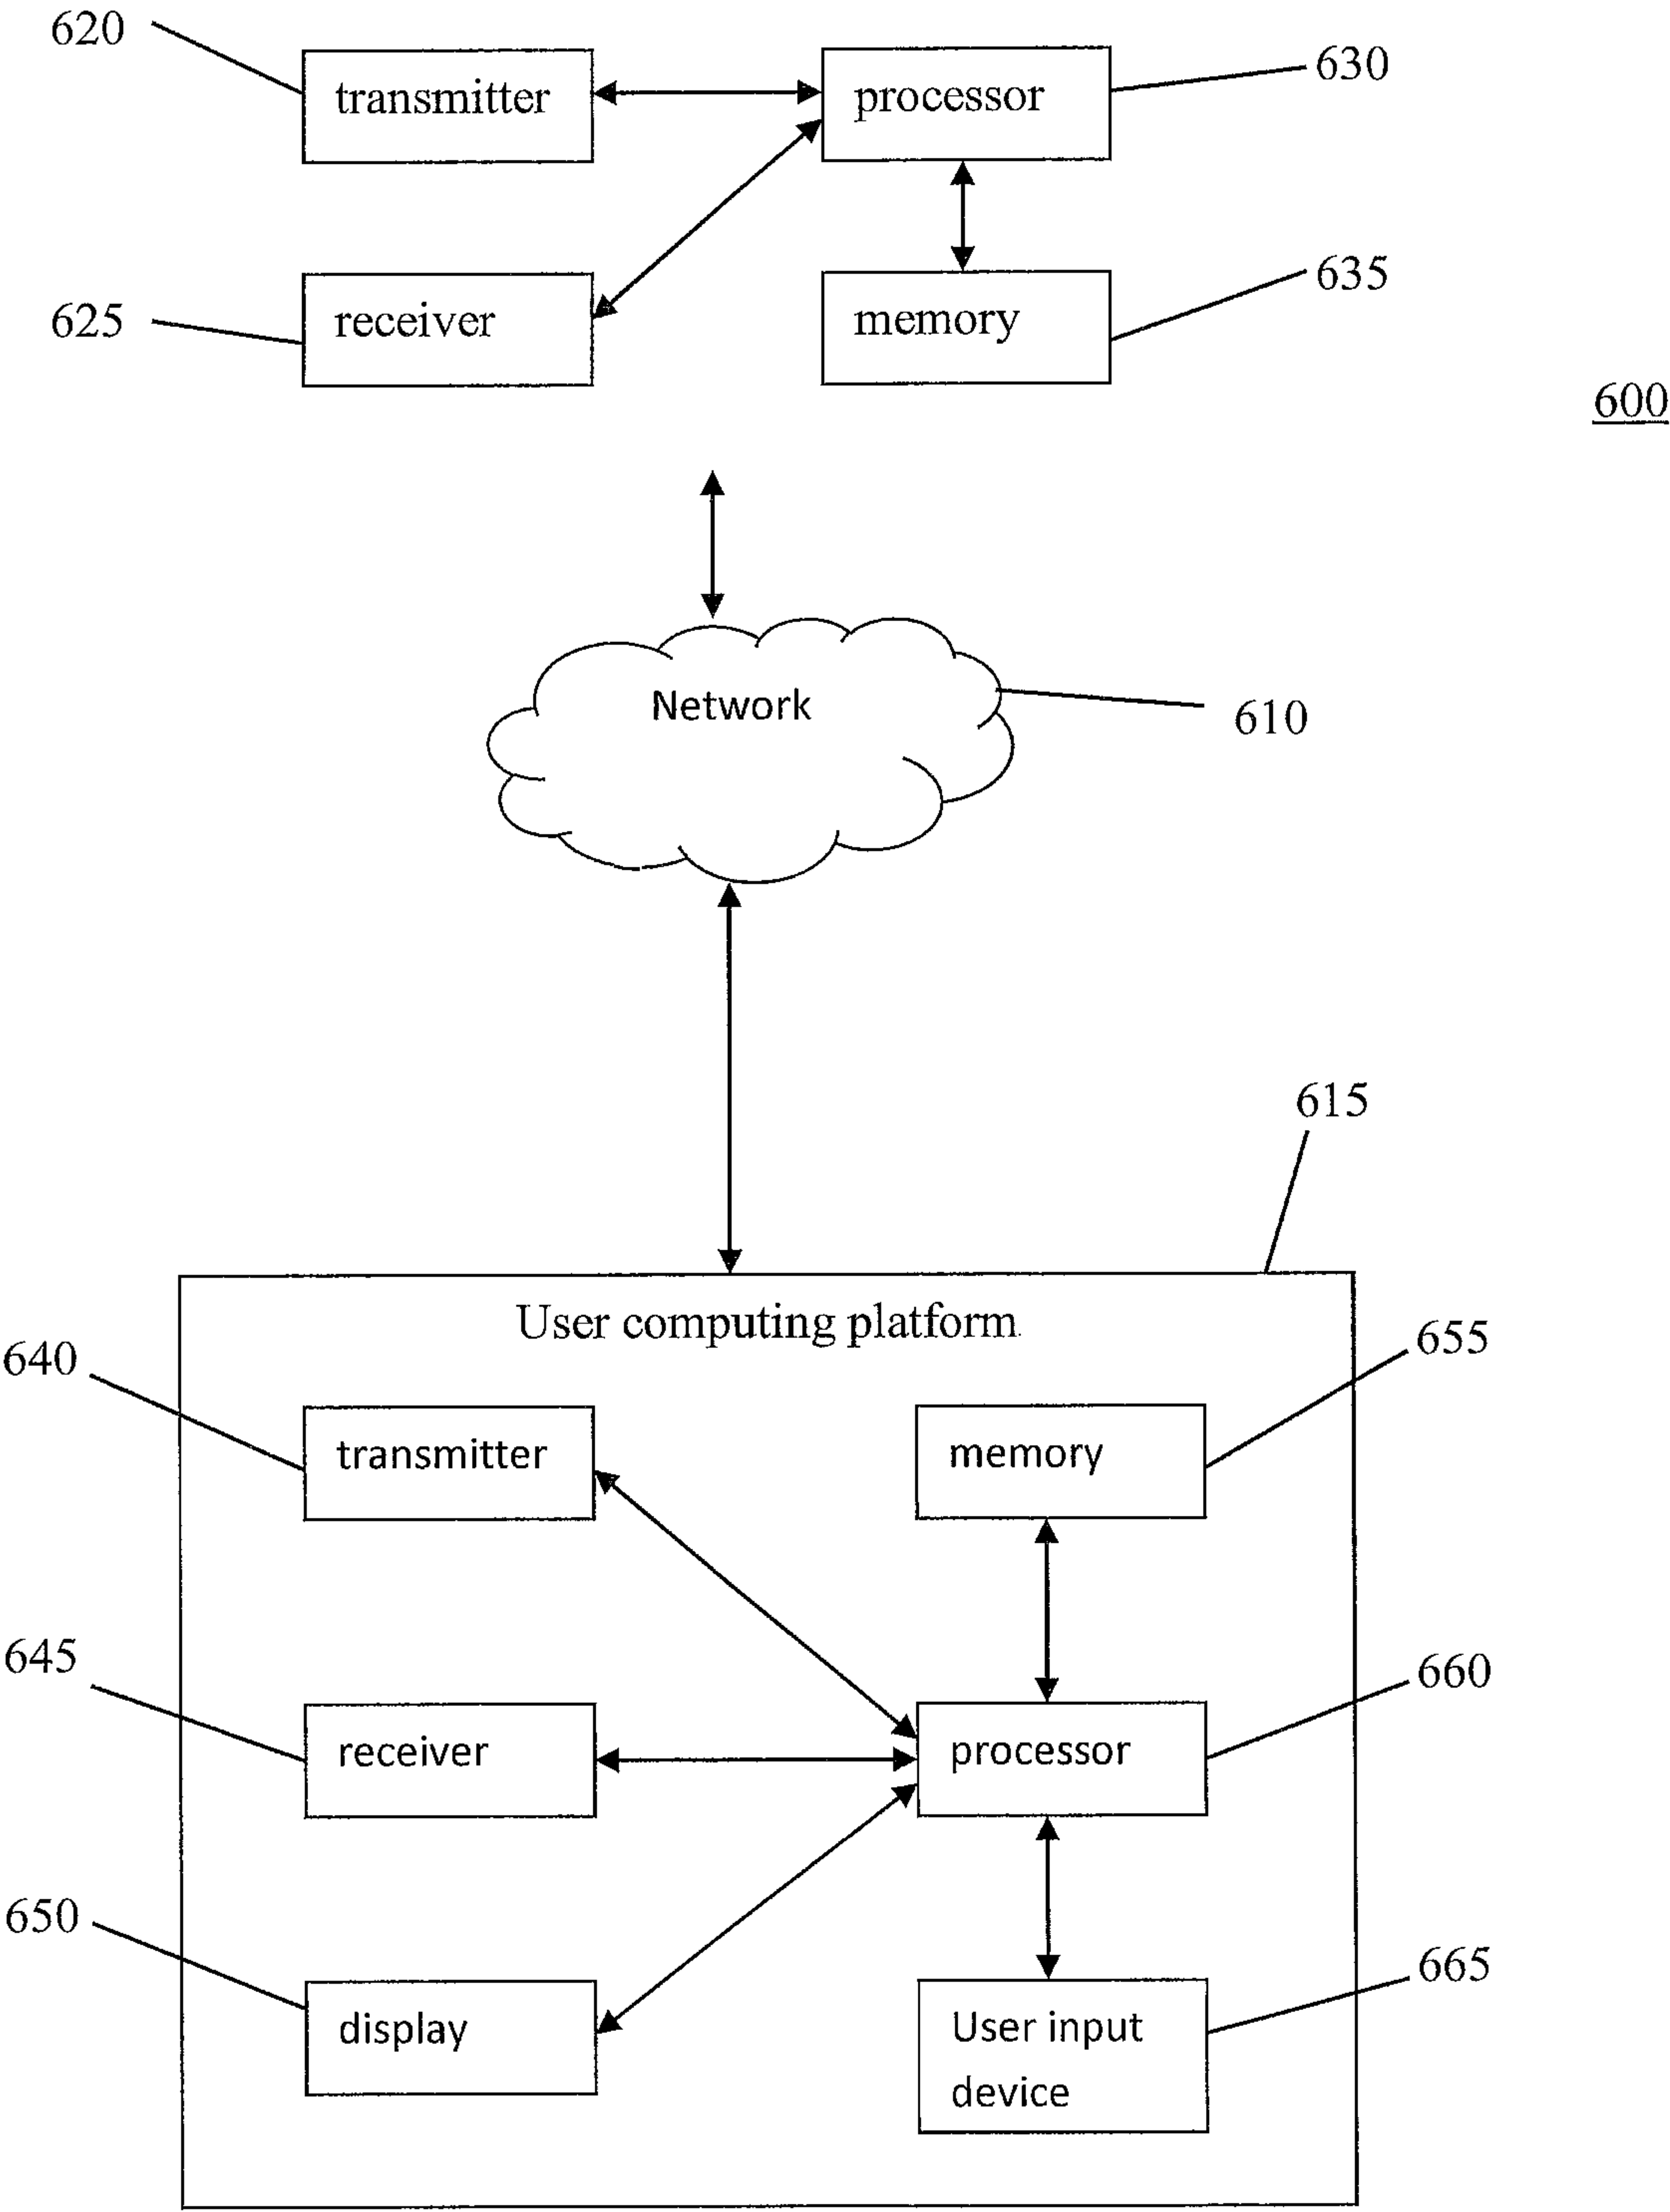 620
transmitter
processor
630
625
receiver
memory
635
600
Network
610
615
User computing platform
640
transmitter
memory
655
645
receiver
processor
660
650
display
User input
device
665